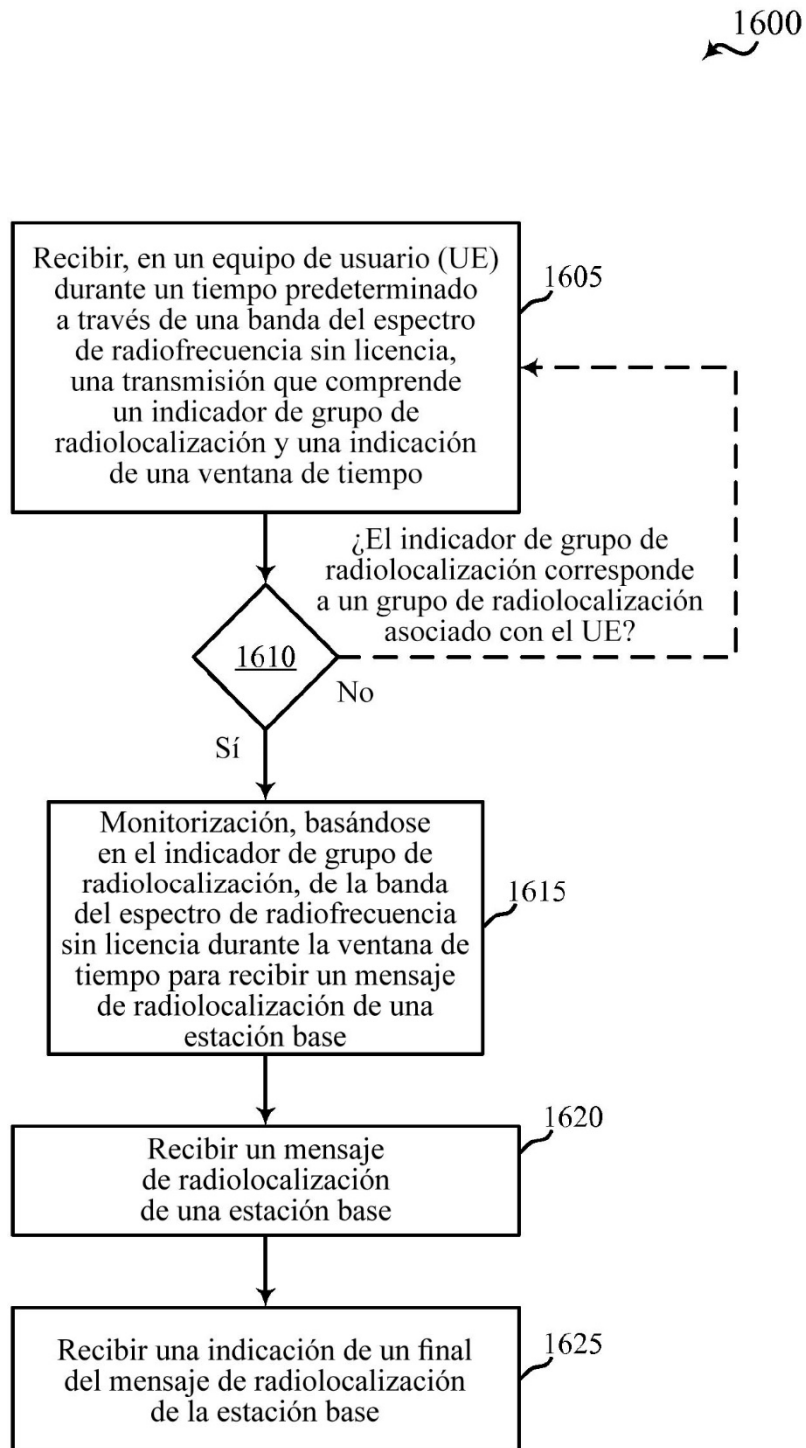 1600
Recibir, en un equipo de usuario (UE)
durante un tiempo predeterminado
a través de una banda del espectro
de radiofrecuencia sin licencia,
una transmisión que comprende
un indicador de grupo de
radiolocalización y una indicación
de una ventana de tiempo
1605
¿El indicador de grupo de
radiolocalización corresponde
a un grupo de radiolocalización
asociado con el UE?
1610
No
Sí
Monitorización, basándose
en el indicador de grupo de
radiolocalización, de la banda
del espectro de radiofrecuencia
sin licencia durante la ventana de
tiempo para recibir un mensaje
de radiolocalización de una
estación base
1615
Recibir un mensaje
de radiolocalización
de una estación base
1620
Recibir una indicación de un final
del mensaje de radiolocalización
de la estación base
1625